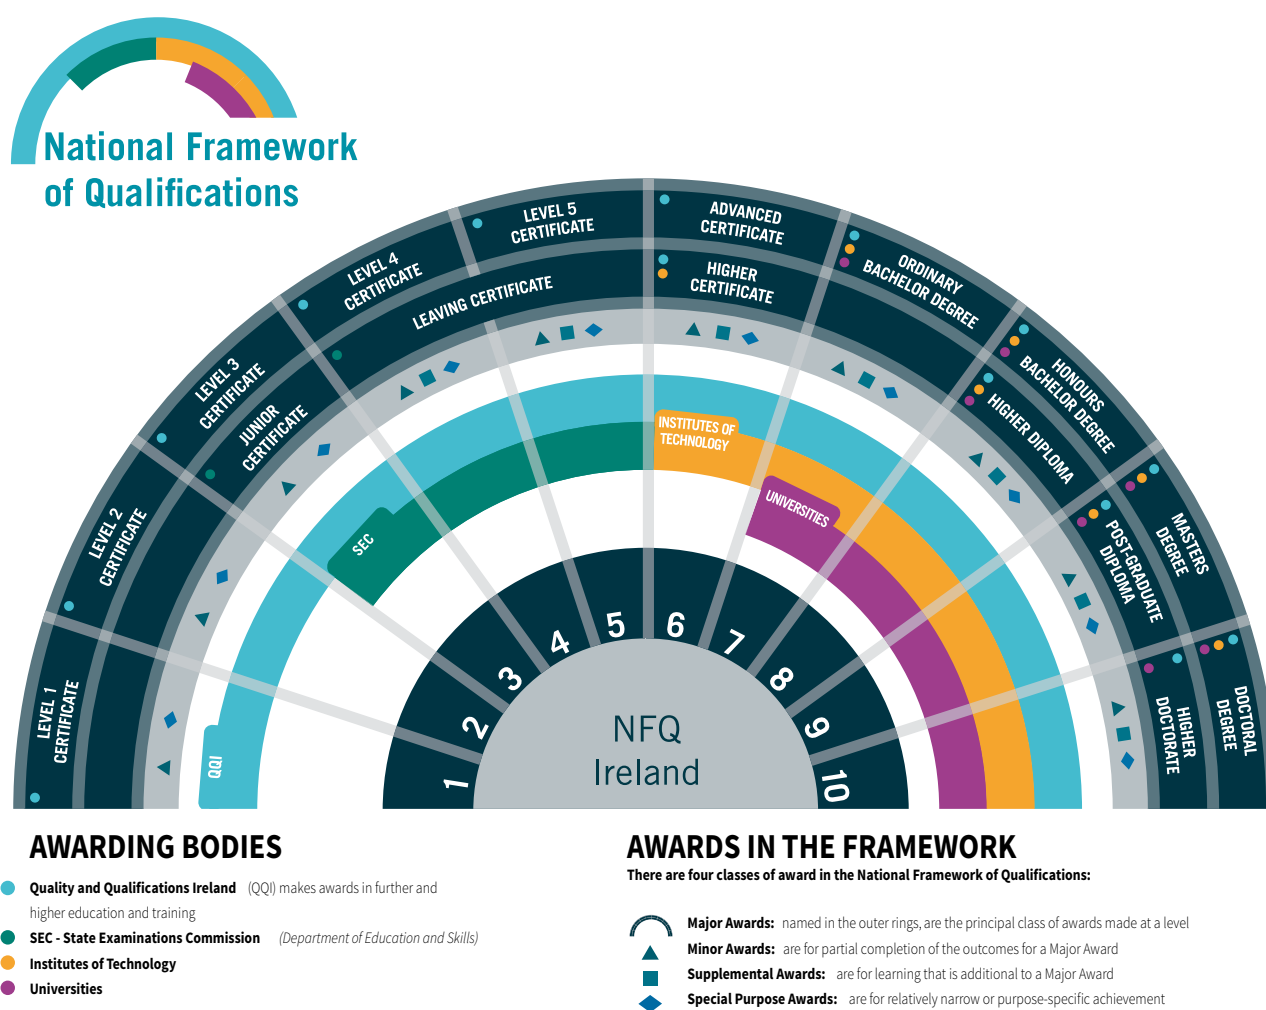 National Framework
of Qualifications
LEVEL 1
CERTIFICATE
LEVEL 2
CERTIFICATE
LEVEL 3
CERTIFICATE
LEVEL 4
CERTIFICATE
LEVEL 5
CERTIFICATE
ADVANCED
CERTIFICATE
ORDINARY
BACHELOR DEGREE
HONOURS
BACHELOR DEGREE
MASTERS
DEGREE
DOCTORAL
DEGREE
JUNIOR
CERTIFICATE
LEAVING CERTIFICATE
HIGHER
CERTIFICATE
HIGHER DIPLOMA
POST-GRADUATE
DIPLOMA
HIGHER
DOCTORATE
QQI
SEC
INSTITUTES OF
TECHNOLOGY
UNIVERSITIES
1
2
3
4
5
6
7
8
9
10
NFQ
Ireland
AWARDING BODIES
Quality and Qualifications Ireland (QQI) makes awards in further and
higher education and training
SEC - State Examinations Commission (Department of Education and Skills)
Institutes of Technology
Universities
AWARDS IN THE FRAMEWORK
There are four classes of award in the National Framework of Qualifications:
Major Awards: named in the outer rings, are the principal class of awards made at a level
Minor Awards: are for partial completion of the outcomes for a Major Award
Supplemental Awards: are for learning that is additional to a Major Award
Special Purpose Awards: are for relatively narrow or purpose-specific achievement